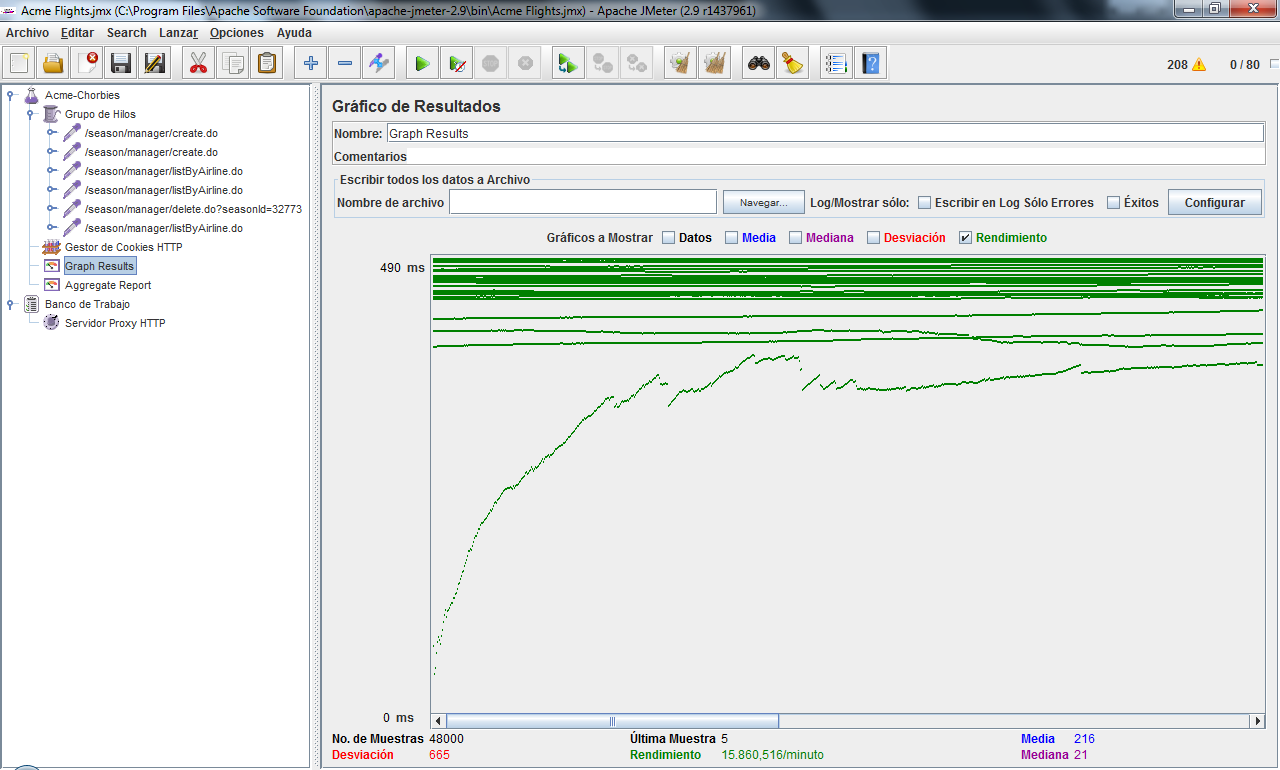 Acme Flights.jmx (C:\Program Files\Apache Software Foundation\apache-jmeter-2.9\bin\Acme Flights.jmx) - Apache JMeter (2.9 r1437961)
Archivo Editar Search Lanzar Opciones Ayuda
208 0 / 80
Acme-Chorbies
Grupo de Hilos
/season/manager/create.do
/season/manager/create.do
/season/manager/listByAirline.do
/season/manager/listByAirline.do
/season/manager/delete.do?seasonId=32773
/season/manager/listByAirline.do
Gestor de Cookies HTTP
Graph Results
Aggregate Report
Banco de Trabajo
Servidor Proxy HTTP
Gráfico de Resultados
Nombre: Graph Results
Comentarios
Escribir todos los datos a Archivo
Nombre de archivo Navegar... Log/Mostrar sólo: Escribir en Log Sólo Errores Éxitos Configurar
Gráficos a Mostrar Datos Media Mediana Desviación Rendimiento
490 ms
0 ms
No. de Muestras 48000 Última Muestra 5 Media 216
Desviación 665 Rendimiento 15.860,516/minuto Mediana 21